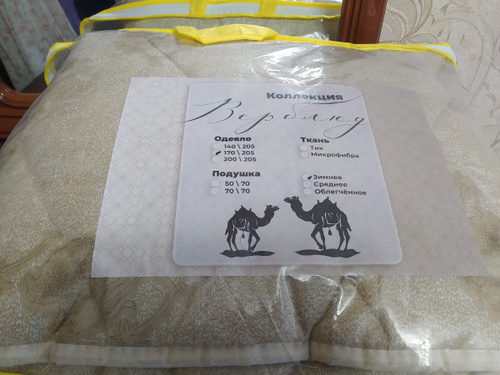 Коллекция
Верблюд
Одеяло
140 \ 205
170 \ 205
200 \ 205
Подушка
50 \ 70
70 \ 70
Ткань
Тик
Микрофибра
Зимнее
Среднее
Облегчённое